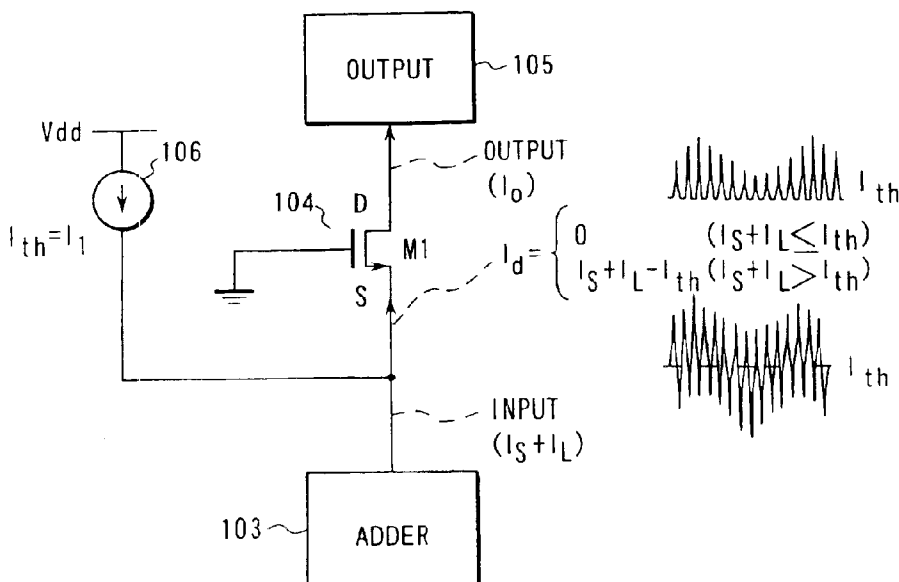 OUTPUT
105
Vdd
106
OUTPUT
(Io)
Ith
104
D
M1
S
Ith=I1
Id= { 0 (IS+IL≤Ith)
IS+IL-Ith (IS+IL>Ith)
Ith
INPUT
(IS+IL)
103
ADDER